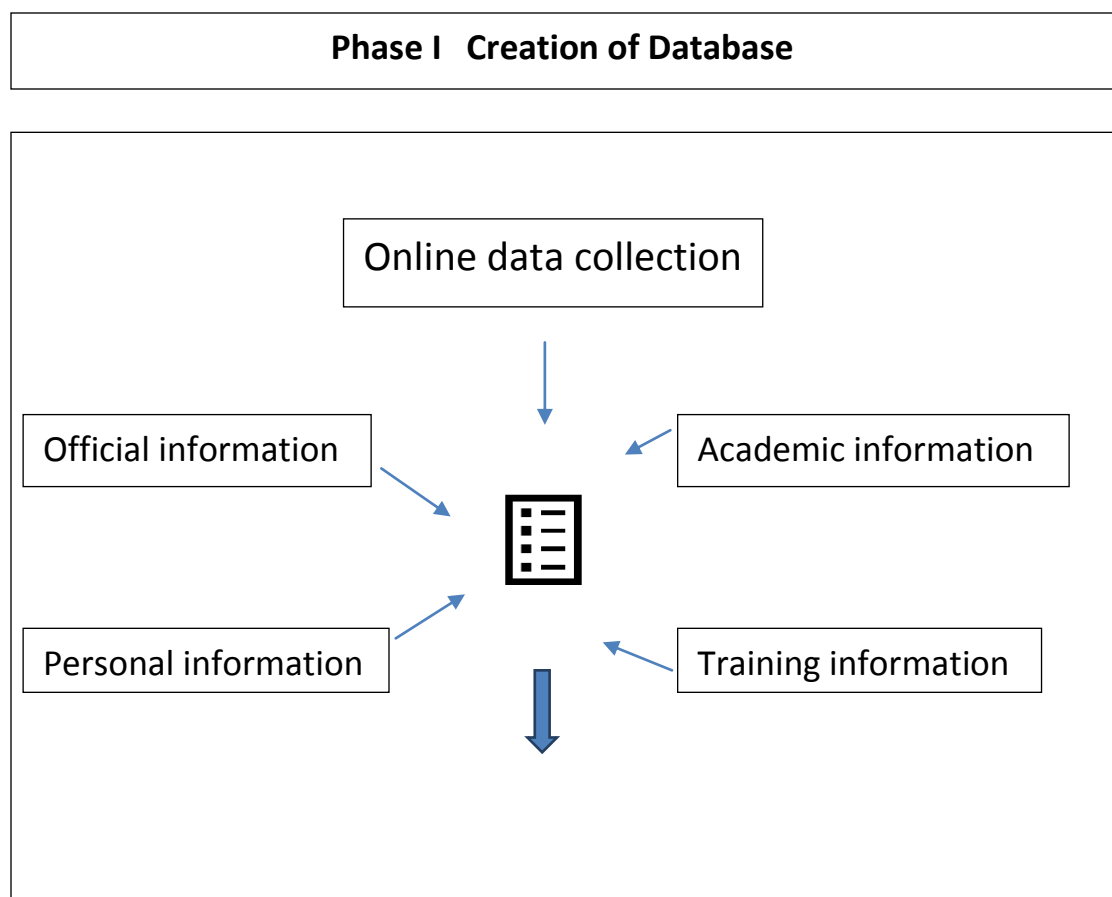 Phase I   Creation of Database
Online data collection
Official information
Academic information
Personal information
Training information